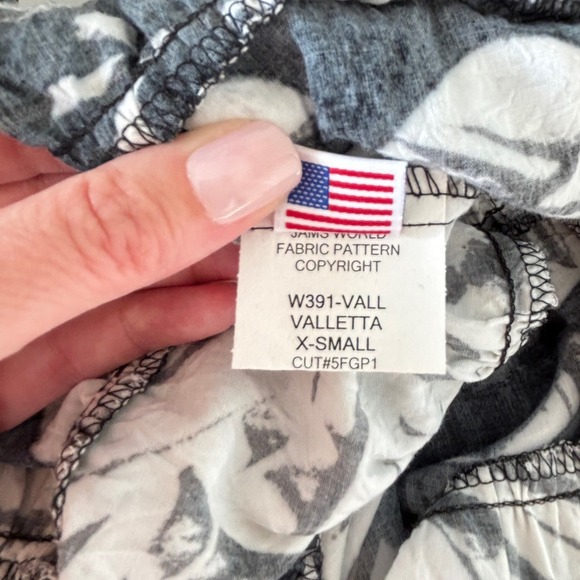 JAMS WORLD
FABRIC PATTERN
COPYRIGHT
W391-VALL
VALLETTA
X-SMALL
CUT#5FGP1